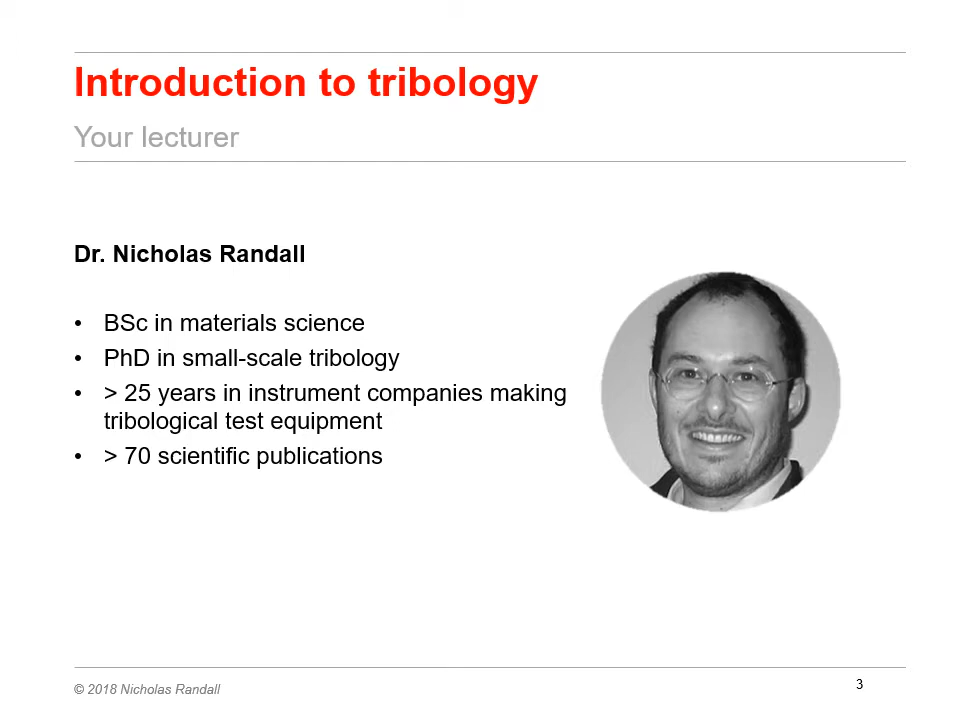 Introduction to tribology
Your lecturer
Dr. Nicholas Randall
• BSc in materials science
• PhD in small-scale tribology
• > 25 years in instrument companies making
tribological test equipment
• > 70 scientific publications
© 2018 Nicholas Randall
3